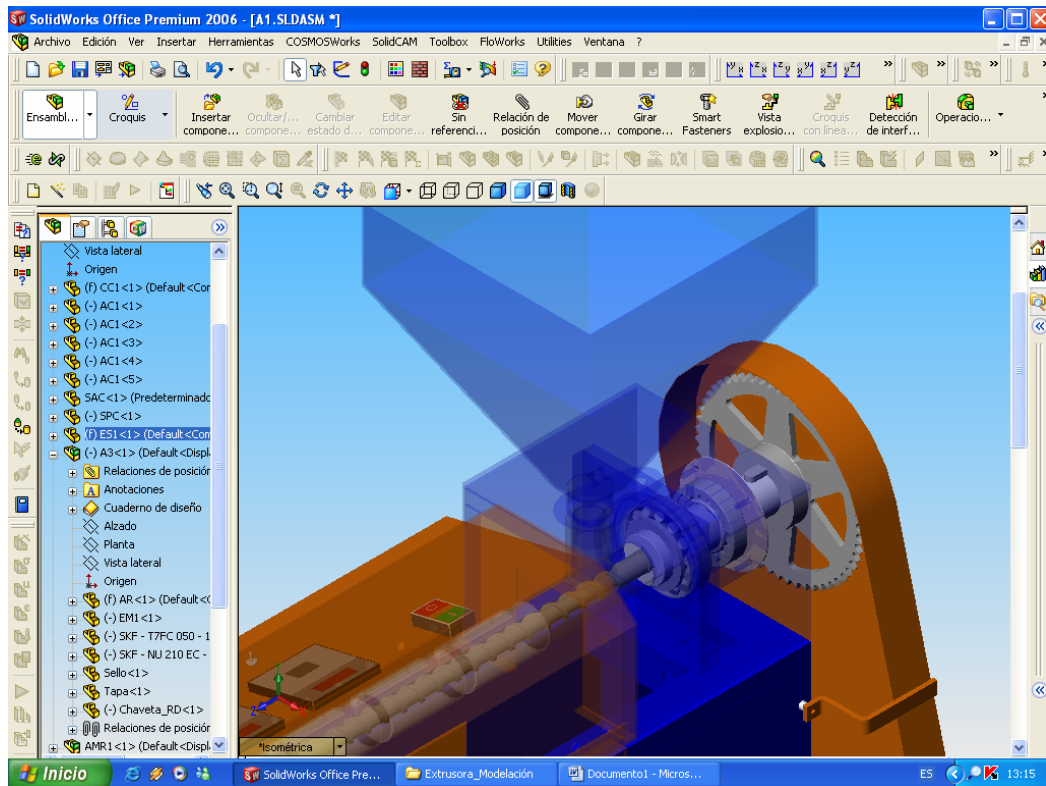 SolidWorks Office Premium 2006 - [A1.SLDASM *]
Archivo Edición Ver Insertar Herramientas COSMOSWorks SolidCAM Toolbox FloWorks Utilities Ventana ?
Ensambl... Croquis Insertar compone... Ocultar/... compone... Cambiar estado d... Editar compone... Sin referenci... Relación de posición Mover compone... Girar compone... Smart Fasteners Vista explosio... Croquis con línea... Detección de interf... Operacio...
Vista lateral
Origen
(f) CC1<1> (Default<Cor
(-) AC1<1>
(-) AC1<2>
(-) AC1<3>
(-) AC1<4>
(-) AC1<5>
SAC<1> (Predeterminado
(-) SPC<1>
(f) ES1<1> (Default<Com
(-) A3<1> (Default<Displ
Relaciones de posición
Anotaciones
Cuaderno de diseño
Alzado
Planta
Vista lateral
Origen
(f) AR<1> (Default<
(-) EM1<1>
(-) SKF - T7FC 050 - 1
(-) SKF - NU 210 EC -
Sello<1>
Tapa<1>
(-) Chaveta_RD<1>
Relaciones de posición
AMR1<1> (Default<Displ
*Isométrica
Inicio SolidWorks Office Pre... Extrusora_Modelación Documento1 - Micros... ES 13:15